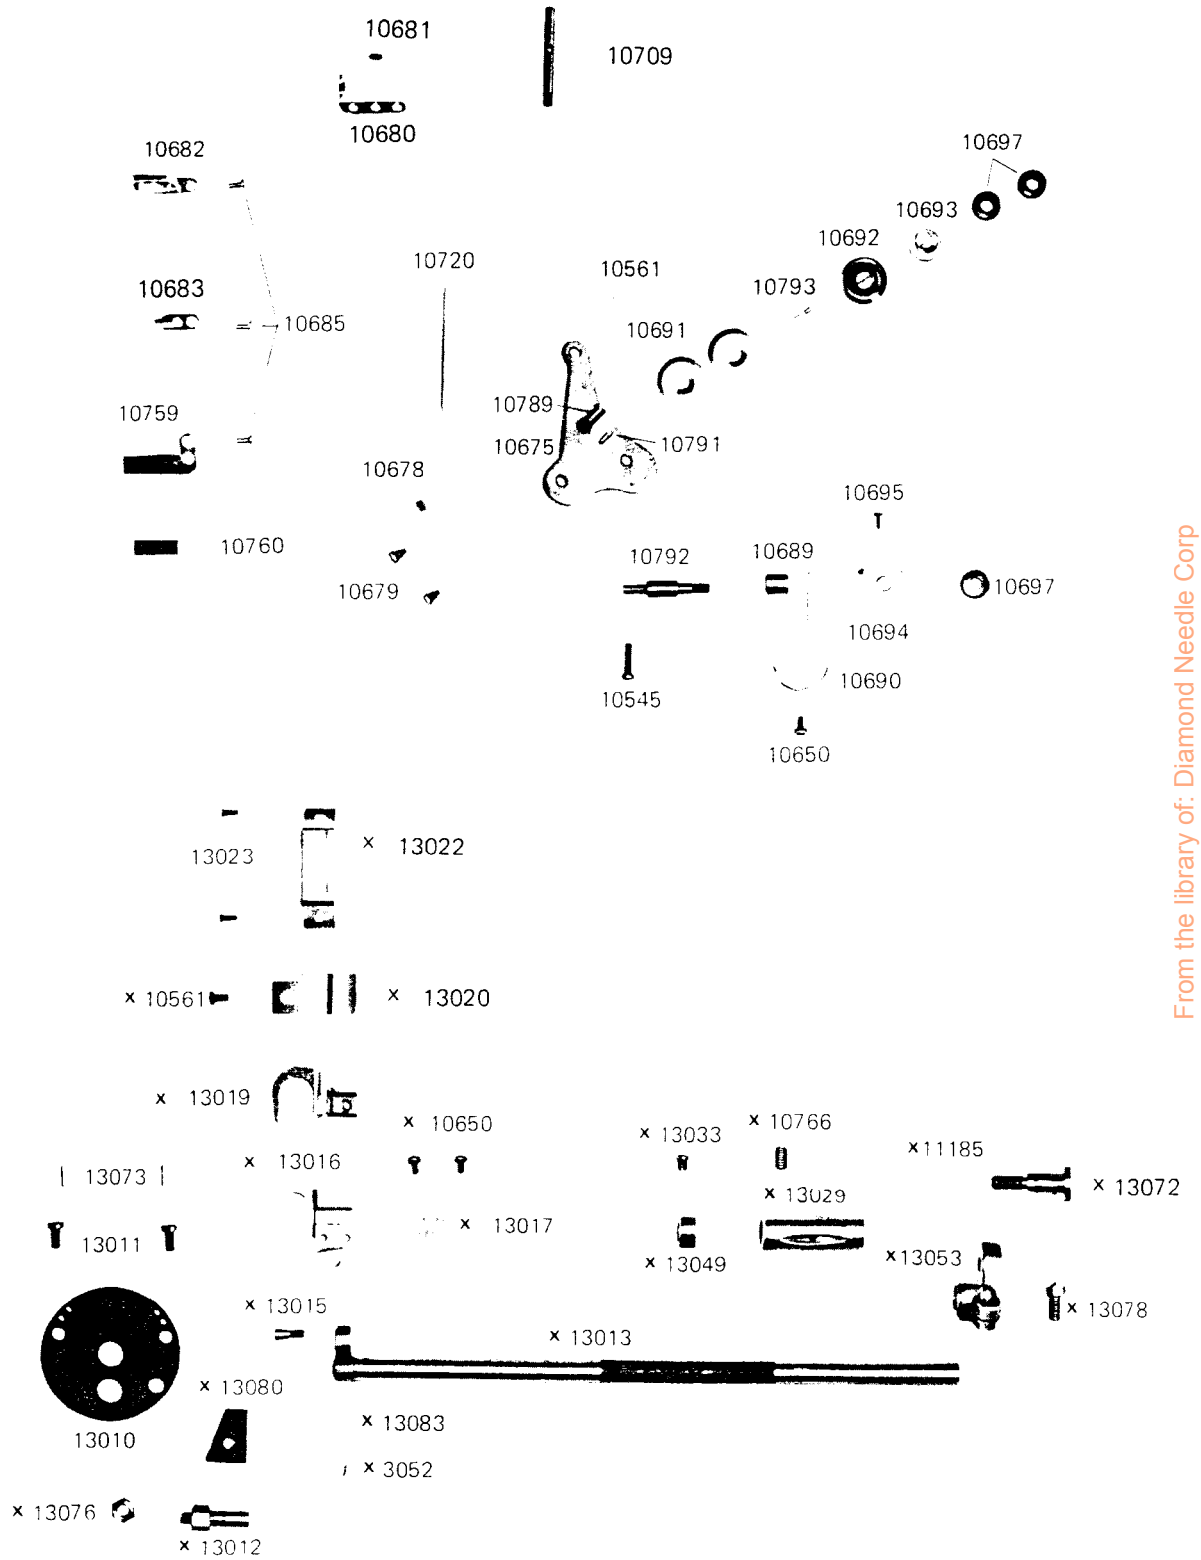 10681
10709
10680
10682
10697
10693
10692
10720
10561
10793
10683
10691
10685
10789
10759
10675
10791
10678
10695
10760
10792
10689
10679
10697
10694
10690
10545
10650
13023
x 13022
x 10561
x 13020
x 13019
x 10650
x 10766
x 13033
x 11185
13073
x 13016
x 13072
x 13029
x 13017
13011
x 13053
x 13049
x 13015
x 13078
x 13013
x 13080
x 13083
13010
x 3052
x 13076
x 13012
From the library of: Diamond Needle Corp